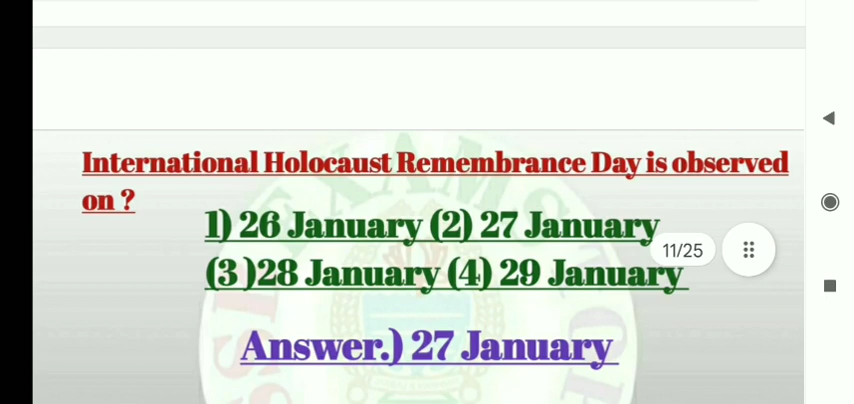 International Holocaust Remembrance Day is observed
on ?
1) 26 January (2) 27 January
(3 )28 January (4) 29 January
11/25
Answer.) 27 January